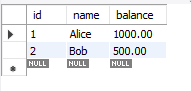 id name balance
1 Alice 1000.00
2 Bob 500.00
NULL NULL NULL